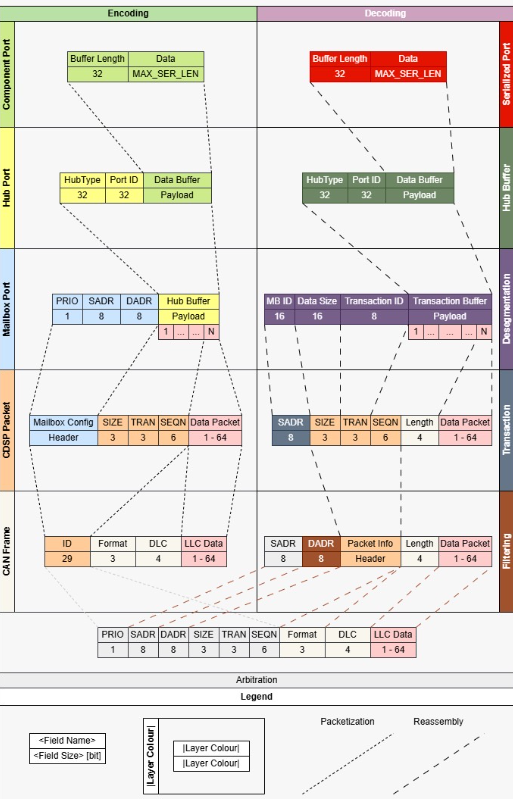 Encoding Decoding
Component Port
Buffer Length Data
32 MAX_SER_LEN
Buffer Length Data
32 MAX_SER_LEN
Serialized Port
Hub Port
HubType Port ID Data Buffer
32 32 Payload
HubType Port ID Data Buffer
32 32 Payload
Hub Buffer
Mailbox Port
PRIO SADR DADR Hub Buffer
1 8 8 Payload
1 ... ... N
MB ID Data Size Transaction ID Transaction Buffer
16 16 8 Payload
1 ... ... N
Desegmentation
CDSP Packet
Mailbox Config SIZE TRAN SEQN Data Packet
Header 3 3 6 1 - 64
SADR SIZE TRAN SEQN Length Data Packet
8 3 3 6 4 1 - 64
Transaction
CAN Frame
ID Format DLC LLC Data
29 3 4 1 - 64
SADR DADR Packet Info Length Data Packet
8 8 Header 4 1 - 64
Filtering
PRIO SADR DADR SIZE TRAN SEQN Format DLC LLC Data
1 8 8 3 3 6 3 4 1 - 64
Arbitration
Legend
<Field Name>
<Field Size> [bit]
|Layer Colour|
|Layer Colour|
|Layer Colour|
Packetization Reassembly